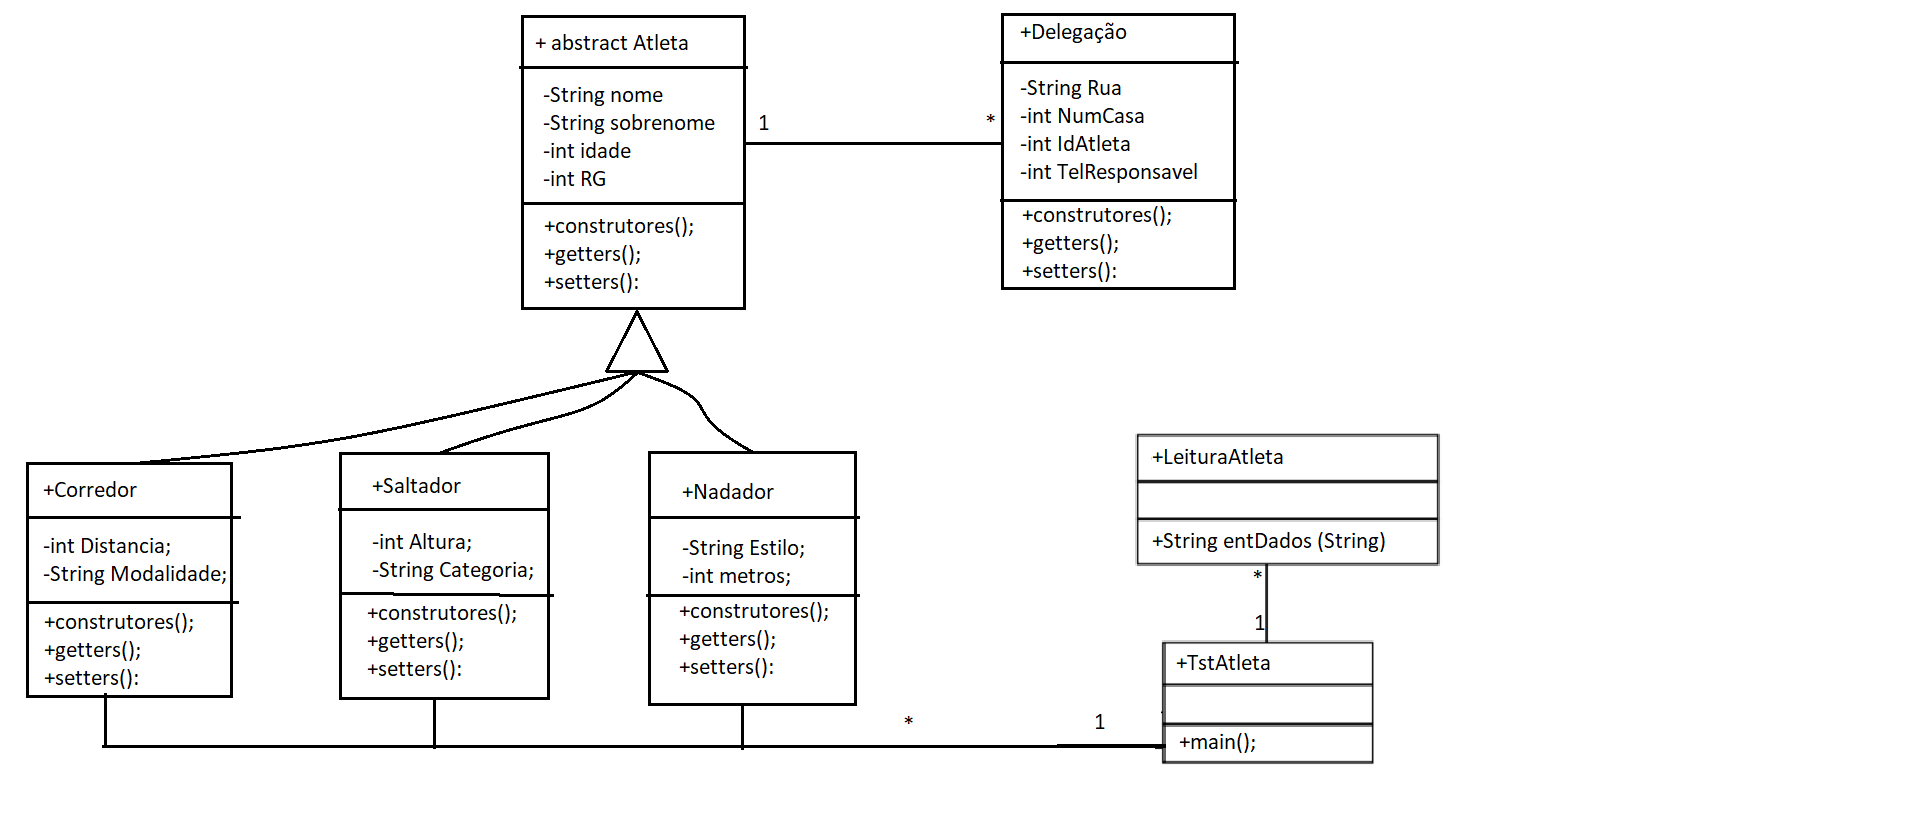 + abstract Atleta
-String nome
-String sobrenome
-int idade
-int RG
+construtores();
+getters();
+setters():
1
*
+Delegação
-String Rua
-int NumCasa
-int IdAtleta
-int TelResponsavel
+construtores();
+getters();
+setters():
+Corredor
-int Distancia;
-String Modalidade;
+construtores();
+getters();
+setters():
+Saltador
-int Altura;
-String Categoria;
+construtores();
+getters();
+setters():
+Nadador
-String Estilo;
-int metros;
+construtores();
+getters();
+setters():
*
1
+LeituraAtleta
+String entDados (String)
*
1
+TstAtleta
+main();